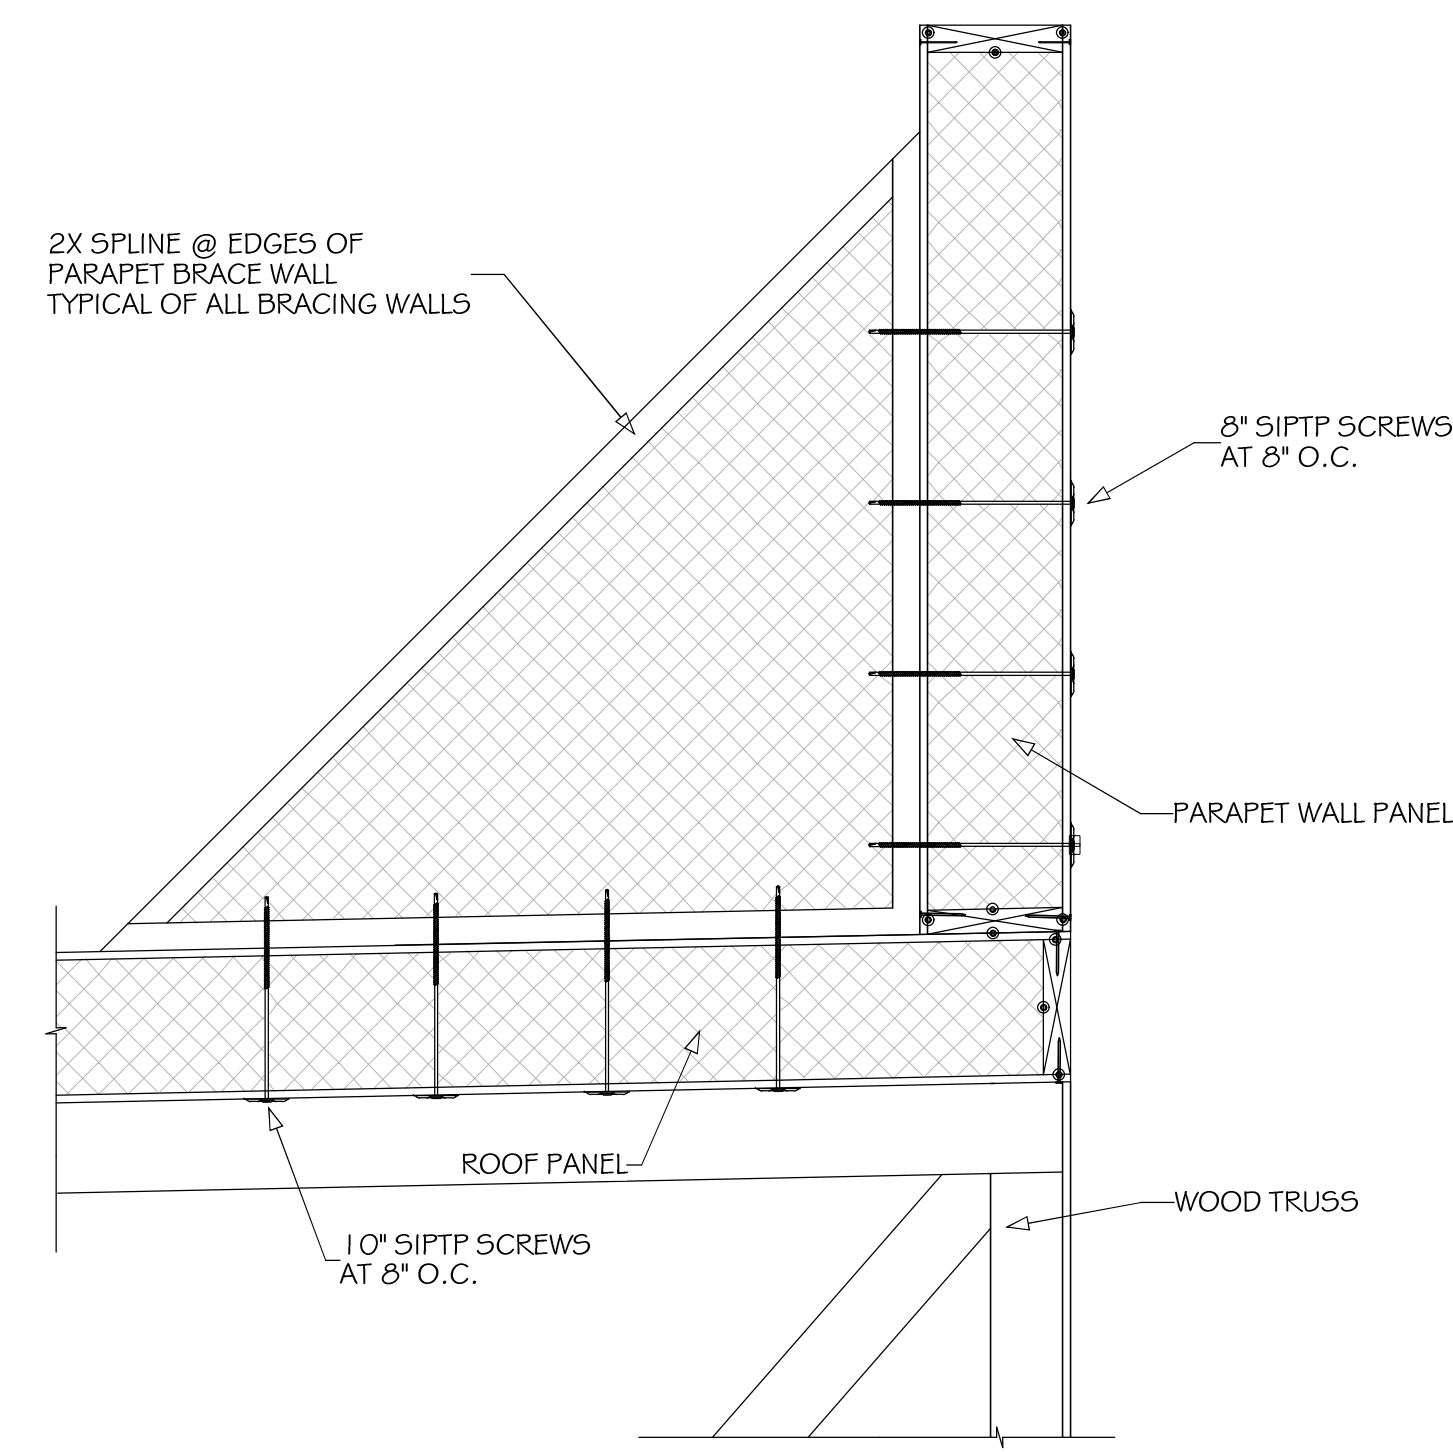 2X SPLINE @ EDGES OF
PARAPET BRACE WALL
TYPICAL OF ALL BRACING WALLS
8" SIPTP SCREWS
AT 8" O.C.
PARAPET WALL PANEL
ROOF PANEL
WOOD TRUSS
10" SIPTP SCREWS
AT 8" O.C.